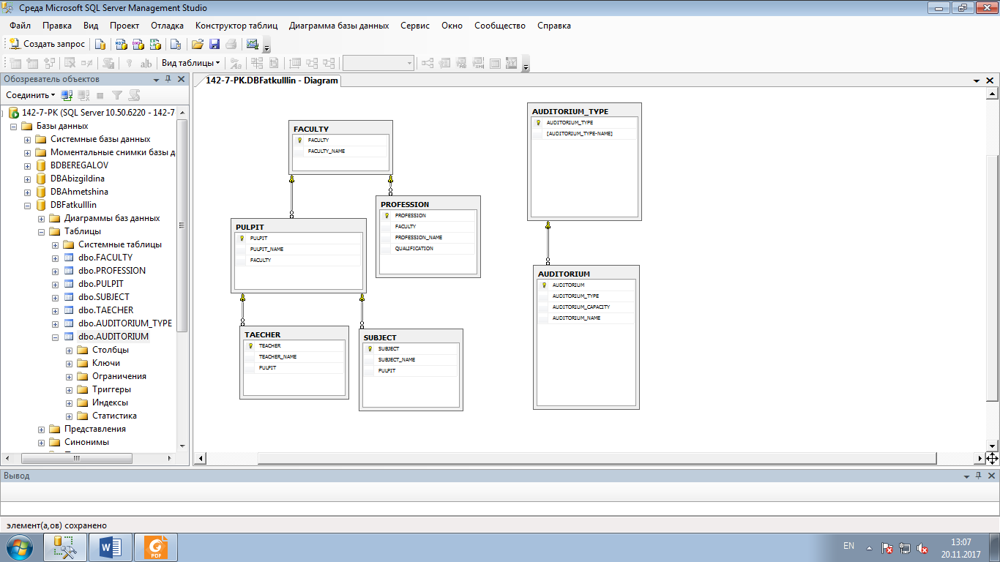 Среда Microsoft SQL Server Management Studio
Файл Правка Вид Проект Отладка Конструктор таблиц Диаграмма базы данных Сервис Окно Сообщество Справка
Создать запрос
Вид таблицы
Обозреватель объектов
Соединить
142-7-PK (SQL Server 10.50.6220 - 142-7
Базы данных
Системные базы данных
Моментальные снимки базы д
BDBEREGALOV
DBAbizgildina
DBAhmetshina
DBFatkulllin
Диаграммы баз данных
Таблицы
Системные таблицы
dbo.FACULTY
dbo.PROFESSION
dbo.PULPIT
dbo.SUBJECT
dbo.TAECHER
dbo.AUDITORIUM_TYPE
dbo.AUDITORIUM
Столбцы
Ключи
Ограничения
Триггеры
Индексы
Статистика
Представления
Синонимы
142-7-PK.DBFatkulllin - Diagram
FACULTY
FACULTY
FACULTY_NAME
PROFESSION
PROFESSION
FACULTY
PROFESSION_NAME
QUALIFICATION
PULPIT
PULPIT
PULPIT_NAME
FACULTY
TAECHER
TEACHER
TEACHER_NAME
PULPIT
SUBJECT
SUBJECT
SUBJECT_NAME
PULPIT
AUDITORIUM_TYPE
AUDITORIUM_TYPE
[AUDITORIUM_TYPE-NAME]
AUDITORIUM
AUDITORIUM
AUDITORIUM_TYPE
AUDITORIUM_CAPACITY
AUDITORIUM_NAME
Вывод
элемент(а,ов) сохранено
PDF
EN
13:07
20.11.2017